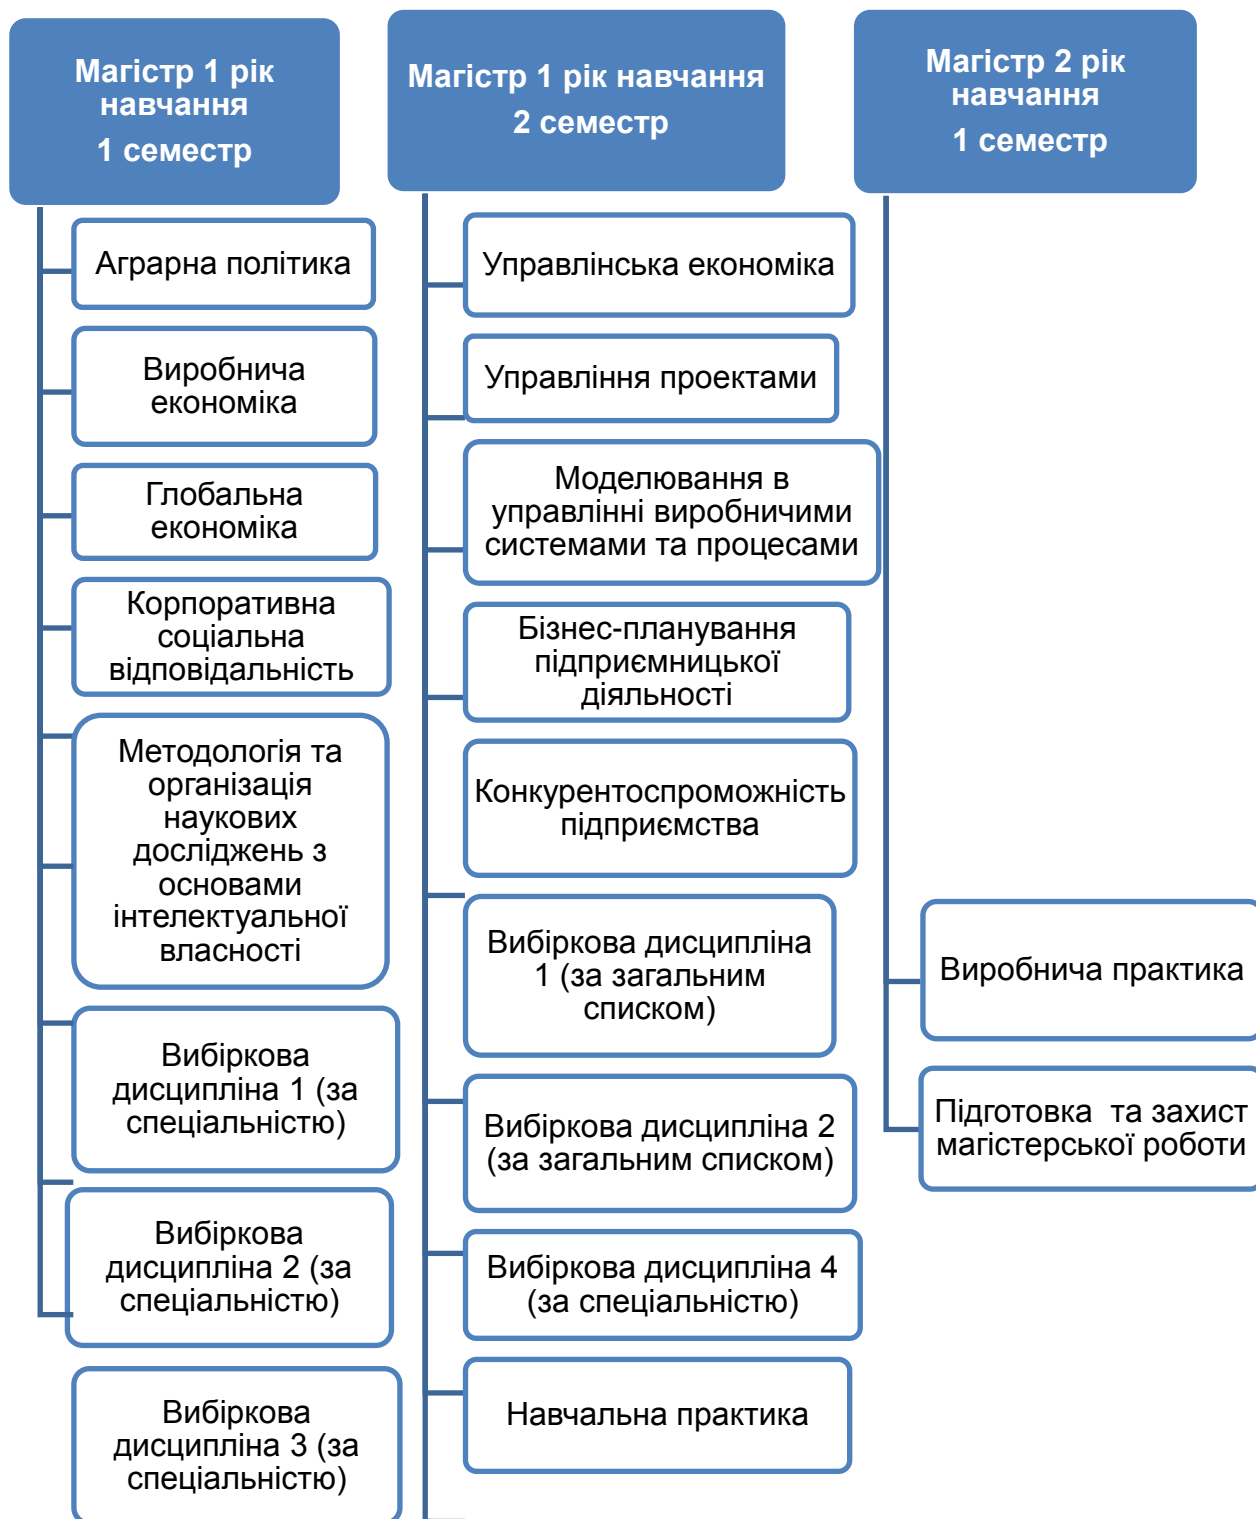 Магістр 1 рік
навчання
1 семестр
Аграрна політика
Виробнича
економіка
Глобальна
економіка
Корпоративна
соціальна
відповідальність
Методологія та
організація
наукових
досліджень з
основами
інтелектуальної
власності
Вибіркова
дисципліна 1 (за
спеціальністю)
Вибіркова
дисципліна 2 (за
спеціальністю)
Вибіркова
дисципліна 3 (за
спеціальністю)
Магістр 1 рік навчання
2 семестр
Управлінська економіка
Управління проектами
Моделювання в
управлінні виробничими
системами та процесами
Бізнес-планування
підприємницької
діяльності
Конкурентоспроможність
підприємства
Вибіркова дисципліна
1 (за загальним
списком)
Вибіркова дисципліна 2
(за загальним списком)
Вибіркова дисципліна 4
(за спеціальністю)
Навчальна практика
Магістр 2 рік
навчання
1 семестр
Виробнича практика
Підготовка  та захист
магістерської роботи